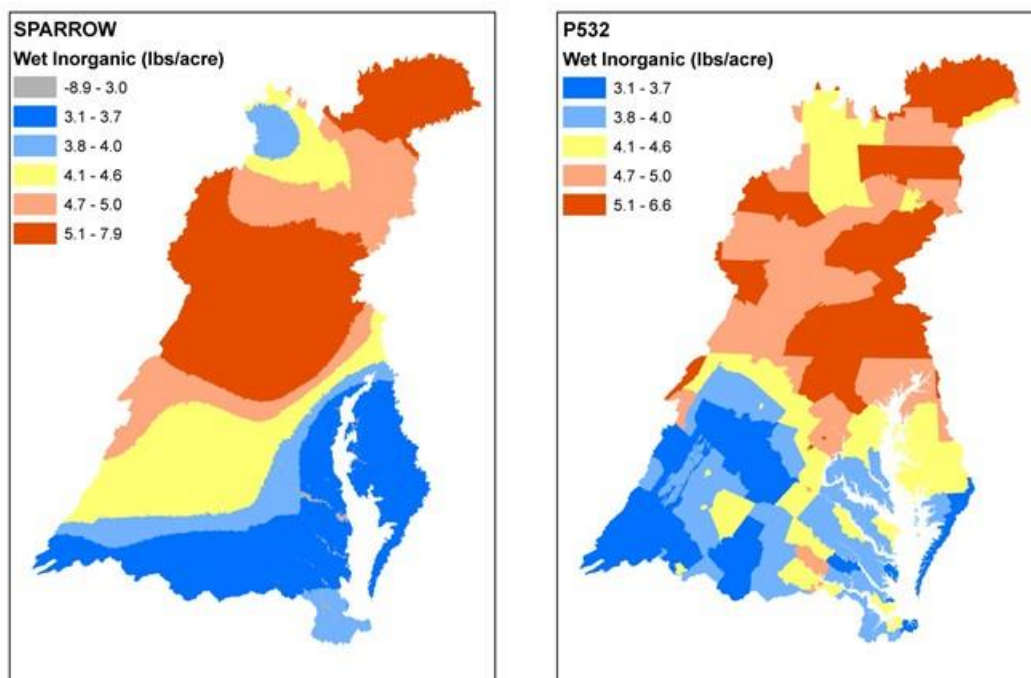 SPARROW
Wet Inorganic (lbs/acre)
-8.9 - 3.0
3.1 - 3.7
3.8 - 4.0
4.1 - 4.6
4.7 - 5.0
5.1 - 7.9
P532
Wet Inorganic (lbs/acre)
3.1 - 3.7
3.8 - 4.0
4.1 - 4.6
4.7 - 5.0
5.1 - 6.6